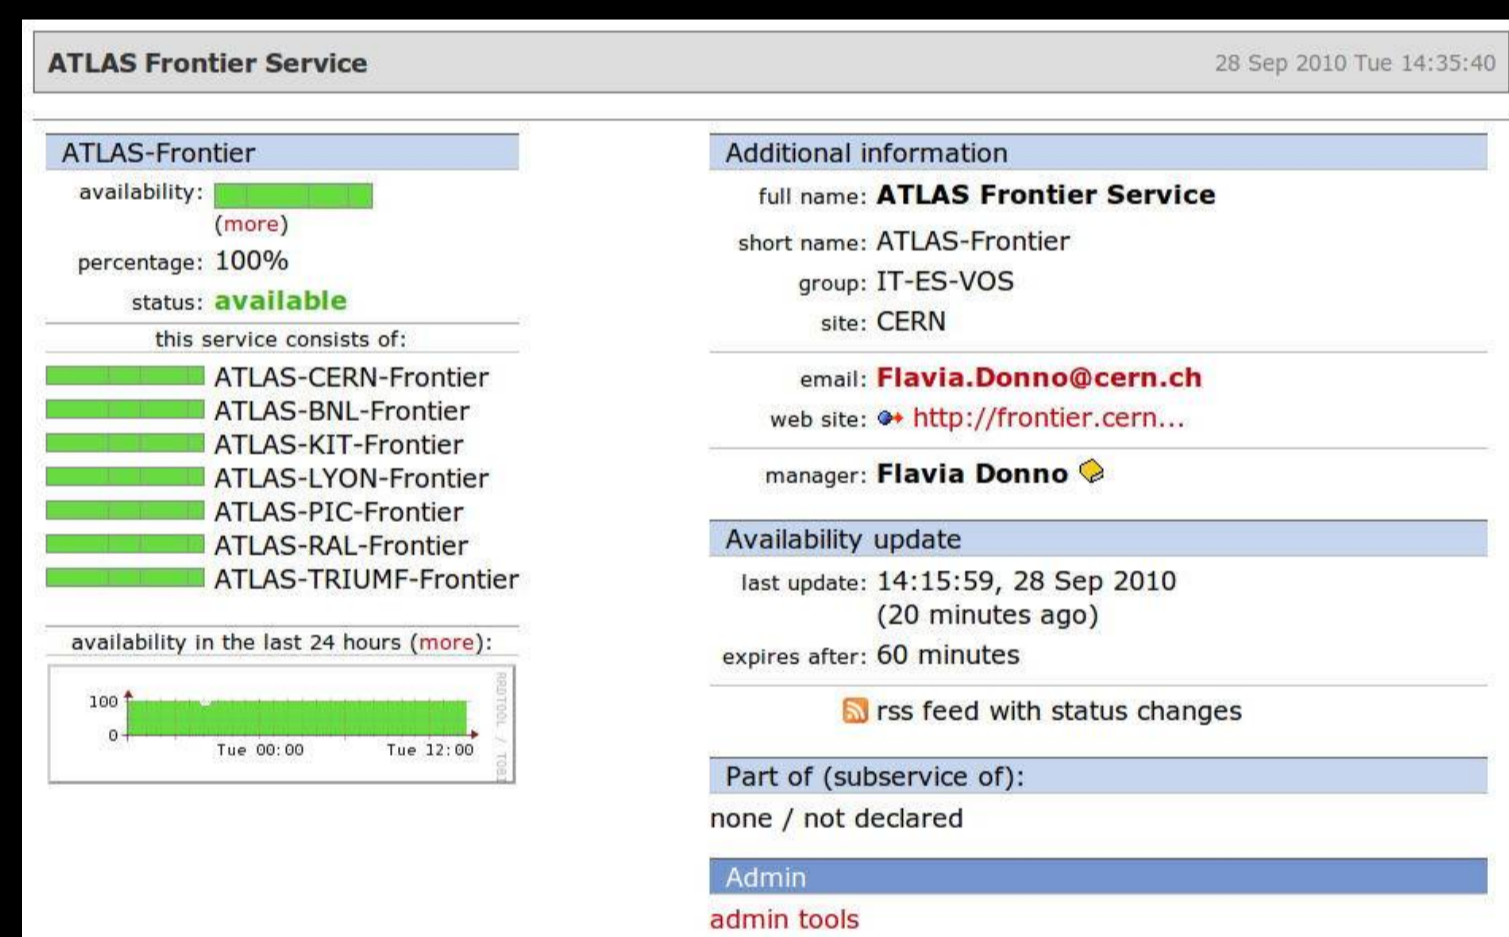 ATLAS Frontier Service
28 Sep 2010 Tue 14:35:40
ATLAS-Frontier
availability:
(more)
percentage: 100%
status: available
this service consists of:
ATLAS-CERN-Frontier
ATLAS-BNL-Frontier
ATLAS-KIT-Frontier
ATLAS-LYON-Frontier
ATLAS-PIC-Frontier
ATLAS-RAL-Frontier
ATLAS-TRIUMF-Frontier
availability in the last 24 hours (more):
100
0
Tue 00:00 Tue 12:00
RRDTOOL / TOBI
Additional information
full name: ATLAS Frontier Service
short name: ATLAS-Frontier
group: IT-ES-VOS
site: CERN
email: Flavia.Donno@cern.ch
web site: http://frontier.cern...
manager: Flavia Donno
Availability update
last update: 14:15:59, 28 Sep 2010
(20 minutes ago)
expires after: 60 minutes
rss feed with status changes
Part of (subservice of):
none / not declared
Admin
admin tools